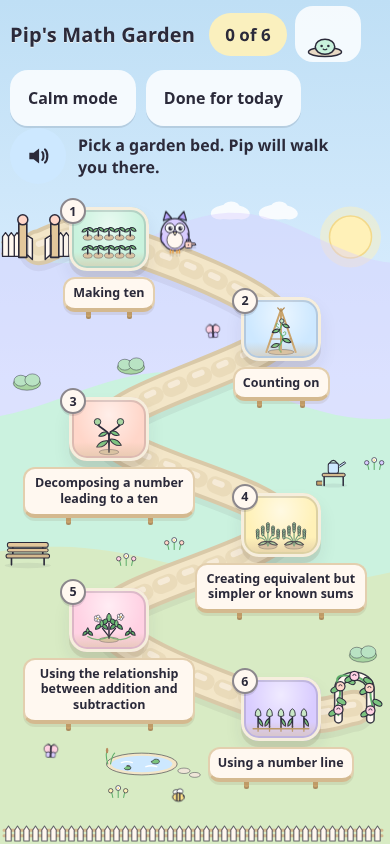 Pip's Math Garden
0 of 6
Calm mode
Done for today
Pick a garden bed. Pip will walk
you there.
1
Making ten
2
Counting on
3
Decomposing a number
leading to a ten
4
Creating equivalent but
simpler or known sums
5
Using the relationship
between addition and
subtraction
6
Using a number line